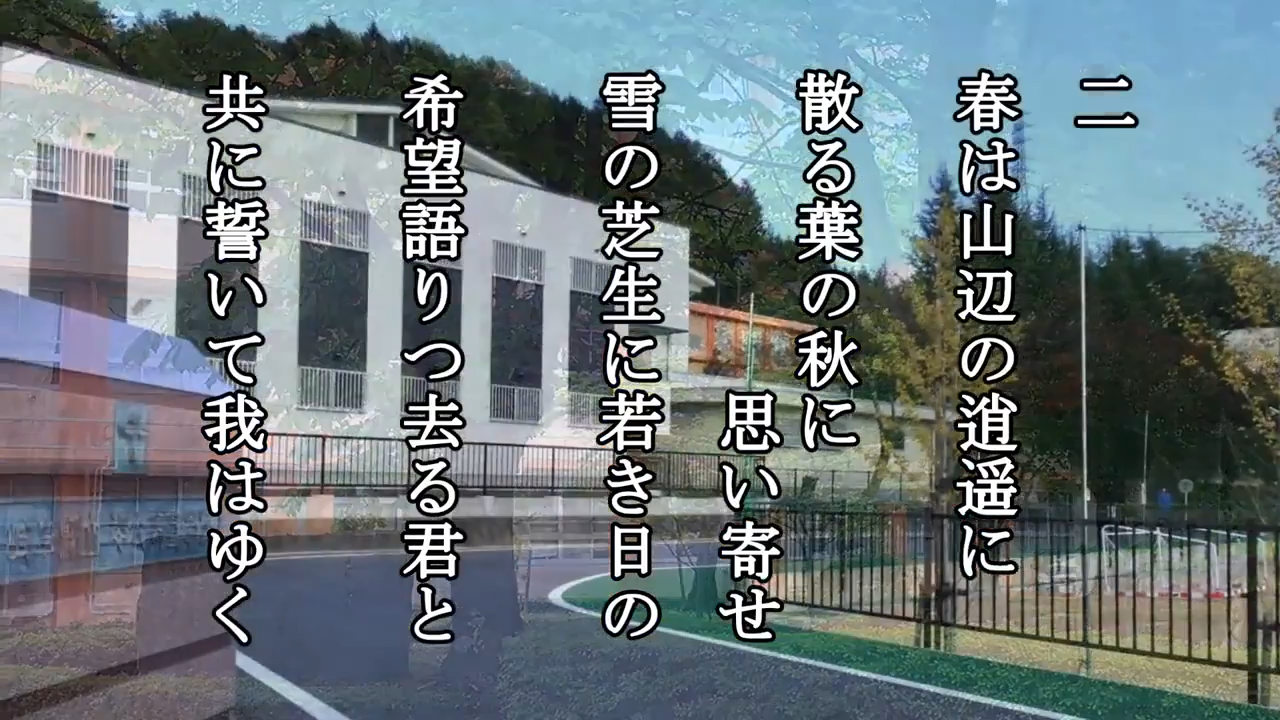 二
春は山辺の逍遥に
散る葉の秋に
思い寄せ
雪の芝生に若き日の
希望語りつ去る君と
共に誓いて我はゆく